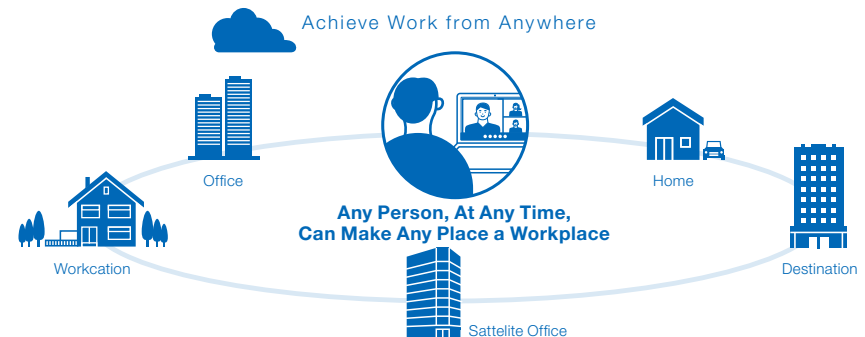 Achieve Work from Anywhere
Office
Home
Any Person, At Any Time,
Can Make Any Place a Workplace
Workcation
Destination
Sattelite Office